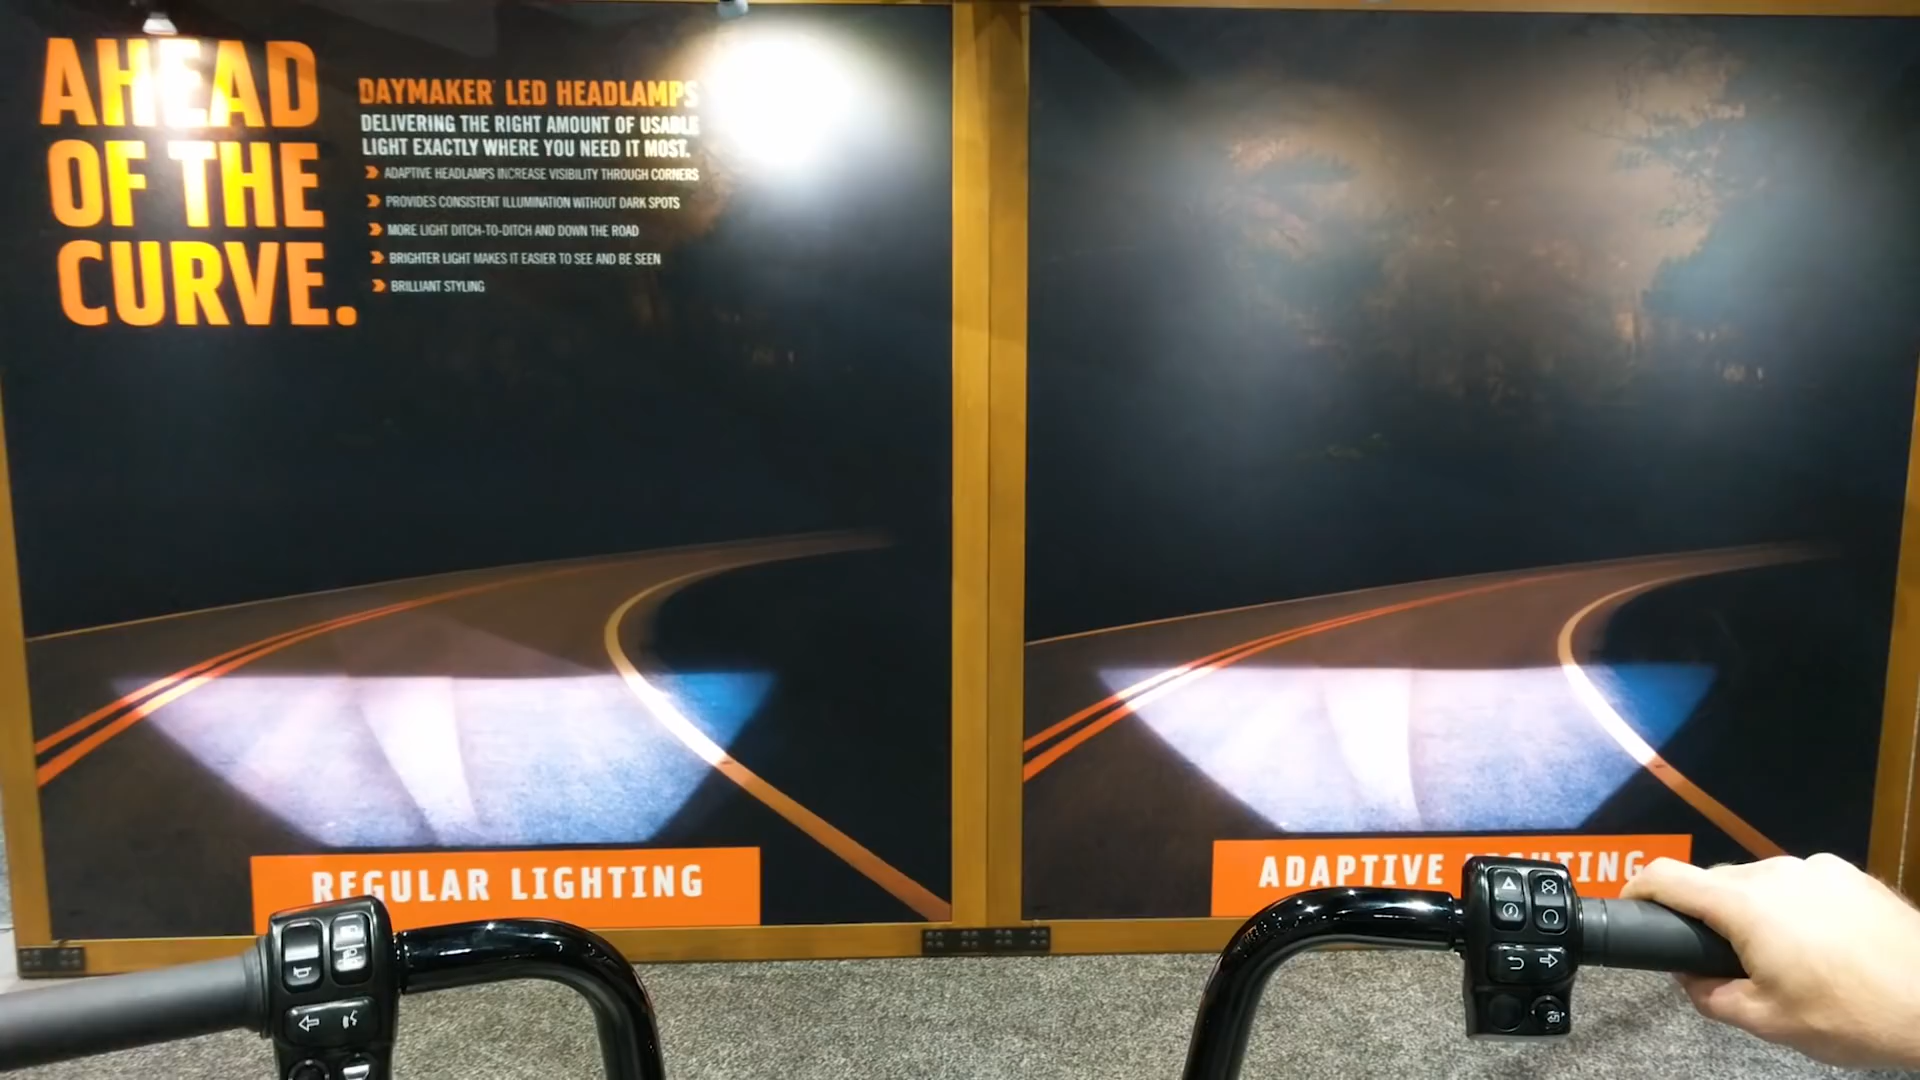 AHEAD
OF THE
CURVE.
DAYMAKER® LED HEADLAMPS
DELIVERING THE RIGHT AMOUNT OF USABLE
LIGHT EXACTLY WHERE YOU NEED IT MOST.
ADAPTIVE HEADLAMPS INCREASE VISIBILITY THROUGH CORNERS
PROVIDES CONSISTENT ILLUMINATION WITHOUT DARK SPOTS
MORE LIGHT DITCH-TO-DITCH AND DOWN THE ROAD
BRIGHTER LIGHT MAKES IT EASIER TO SEE AND BE SEEN
BRILLIANT STYLING
REGULAR LIGHTING
ADAPTIVE LIGHTING